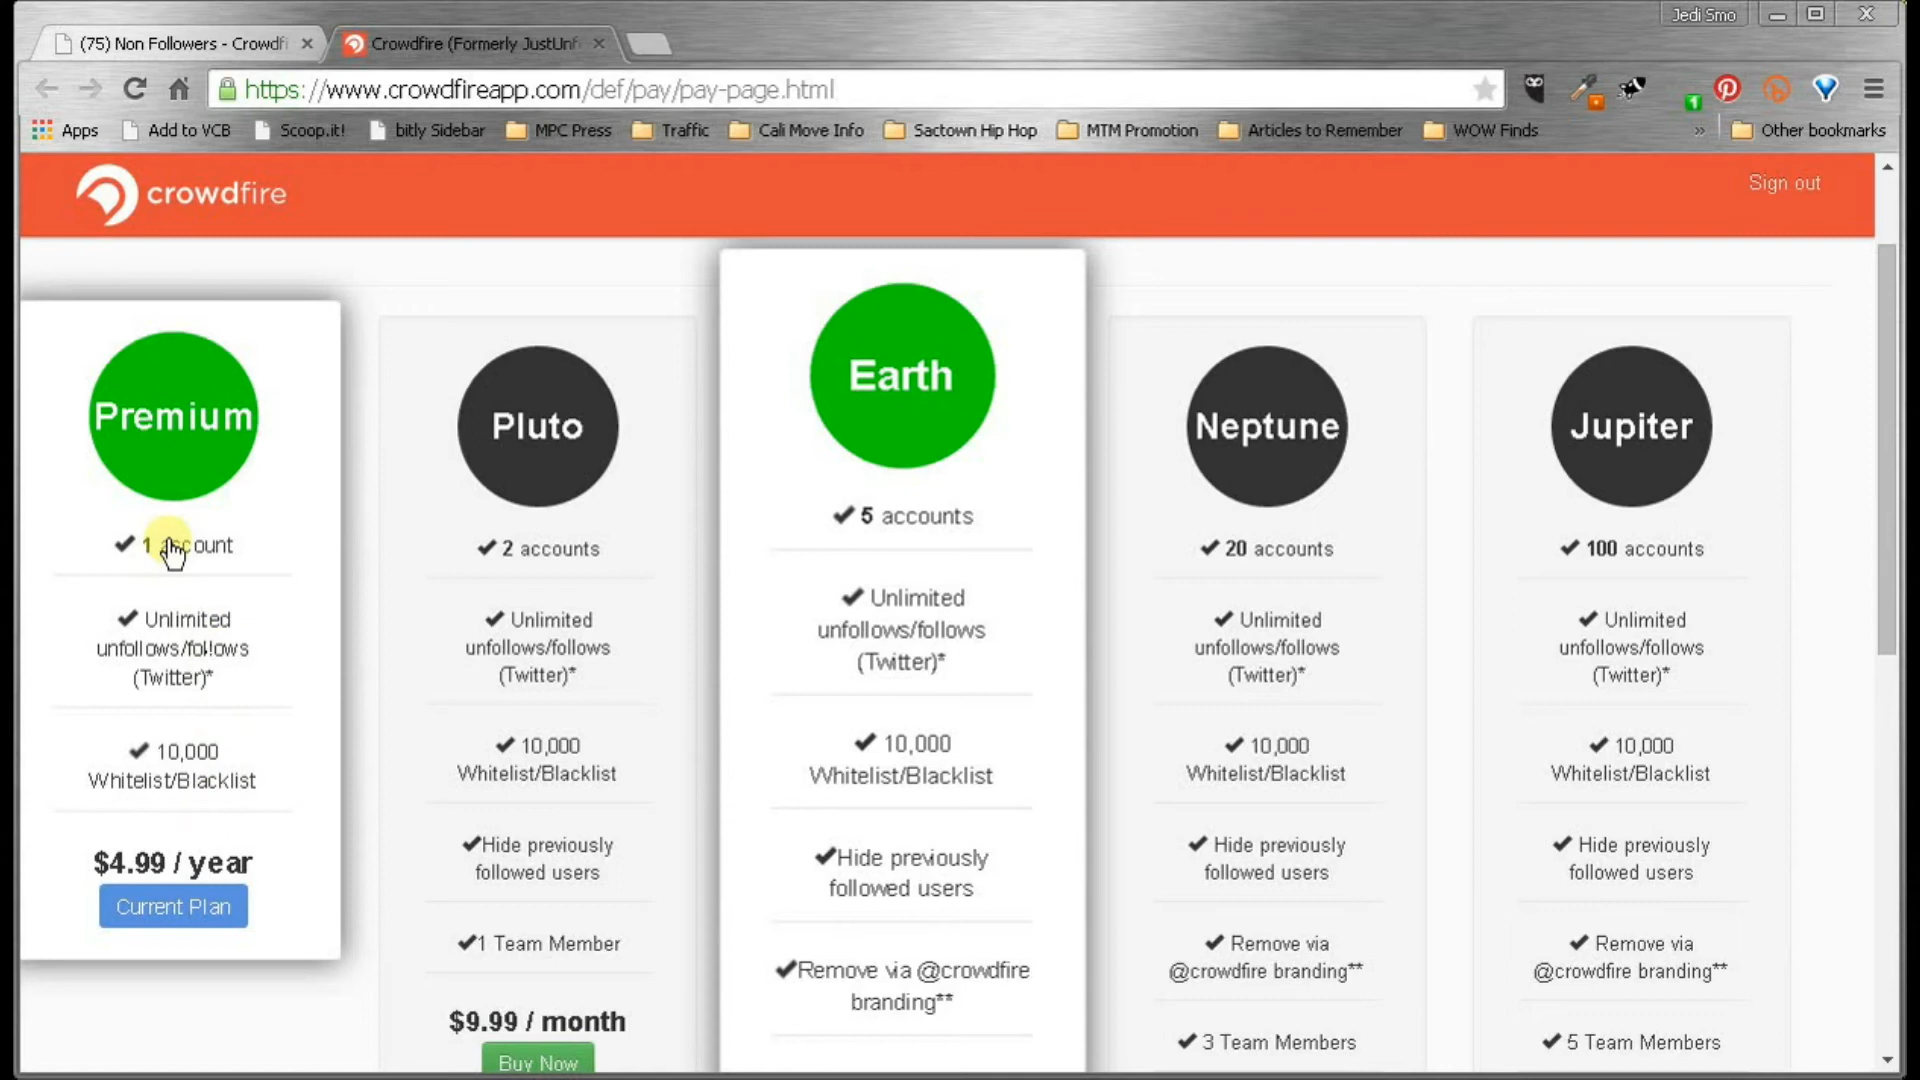 Jedi Smo
(75) Non Followers - Crowdfi
Crowdfire (Formerly JustUnf
https://www.crowdfireapp.com/def/pay/pay-page.html
1
Apps
Add to VCB
Scoop.it!
bitly Sidebar
MPC Press
Traffic
Cali Move Info
Sactown Hip Hop
MTM Promotion
Articles to Remember
WOW Finds
»
Other bookmarks
crowdfire
Sign out
Premium
✔ 1 account
✔ Unlimited
unfollows/follows
(Twitter)*
✔ 10,000
Whitelist/Blacklist
$4.99 / year
Current Plan
Pluto
✔ 2 accounts
✔ Unlimited
unfollows/follows
(Twitter)*
✔ 10,000
Whitelist/Blacklist
✔Hide previously
followed users
✔1 Team Member
$9.99 / month
Buy Now
Earth
✔ 5 accounts
✔ Unlimited
unfollows/follows
(Twitter)*
✔ 10,000
Whitelist/Blacklist
✔Hide previously
followed users
✔Remove via @crowdfire
branding**
Neptune
✔ 20 accounts
✔ Unlimited
unfollows/follows
(Twitter)*
✔ 10,000
Whitelist/Blacklist
✔ Hide previously
followed users
✔ Remove via
@crowdfire branding**
✔ 3 Team Members
Jupiter
✔ 100 accounts
✔ Unlimited
unfollows/follows
(Twitter)*
✔ 10,000
Whitelist/Blacklist
✔ Hide previously
followed users
✔ Remove via
@crowdfire branding**
✔ 5 Team Members